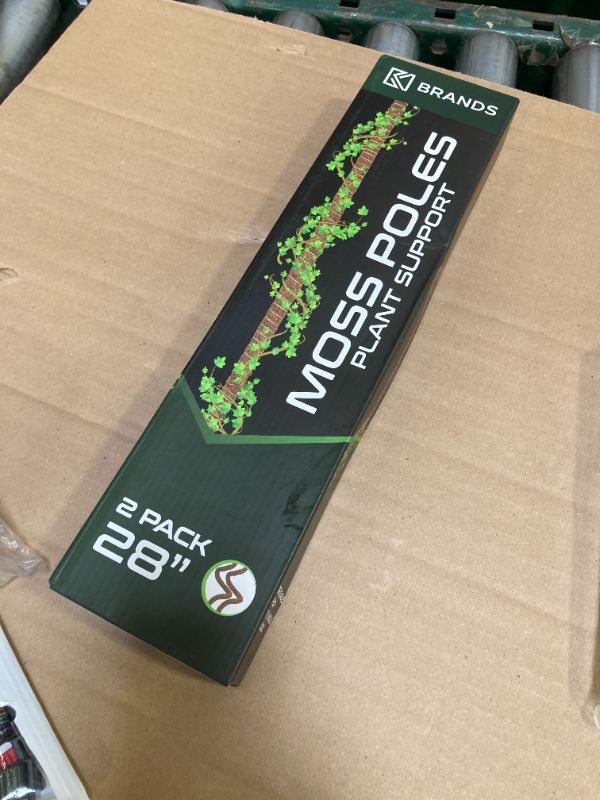 BRANDS
MOSS POLES
PLANT SUPPORT
2 PACK
28"